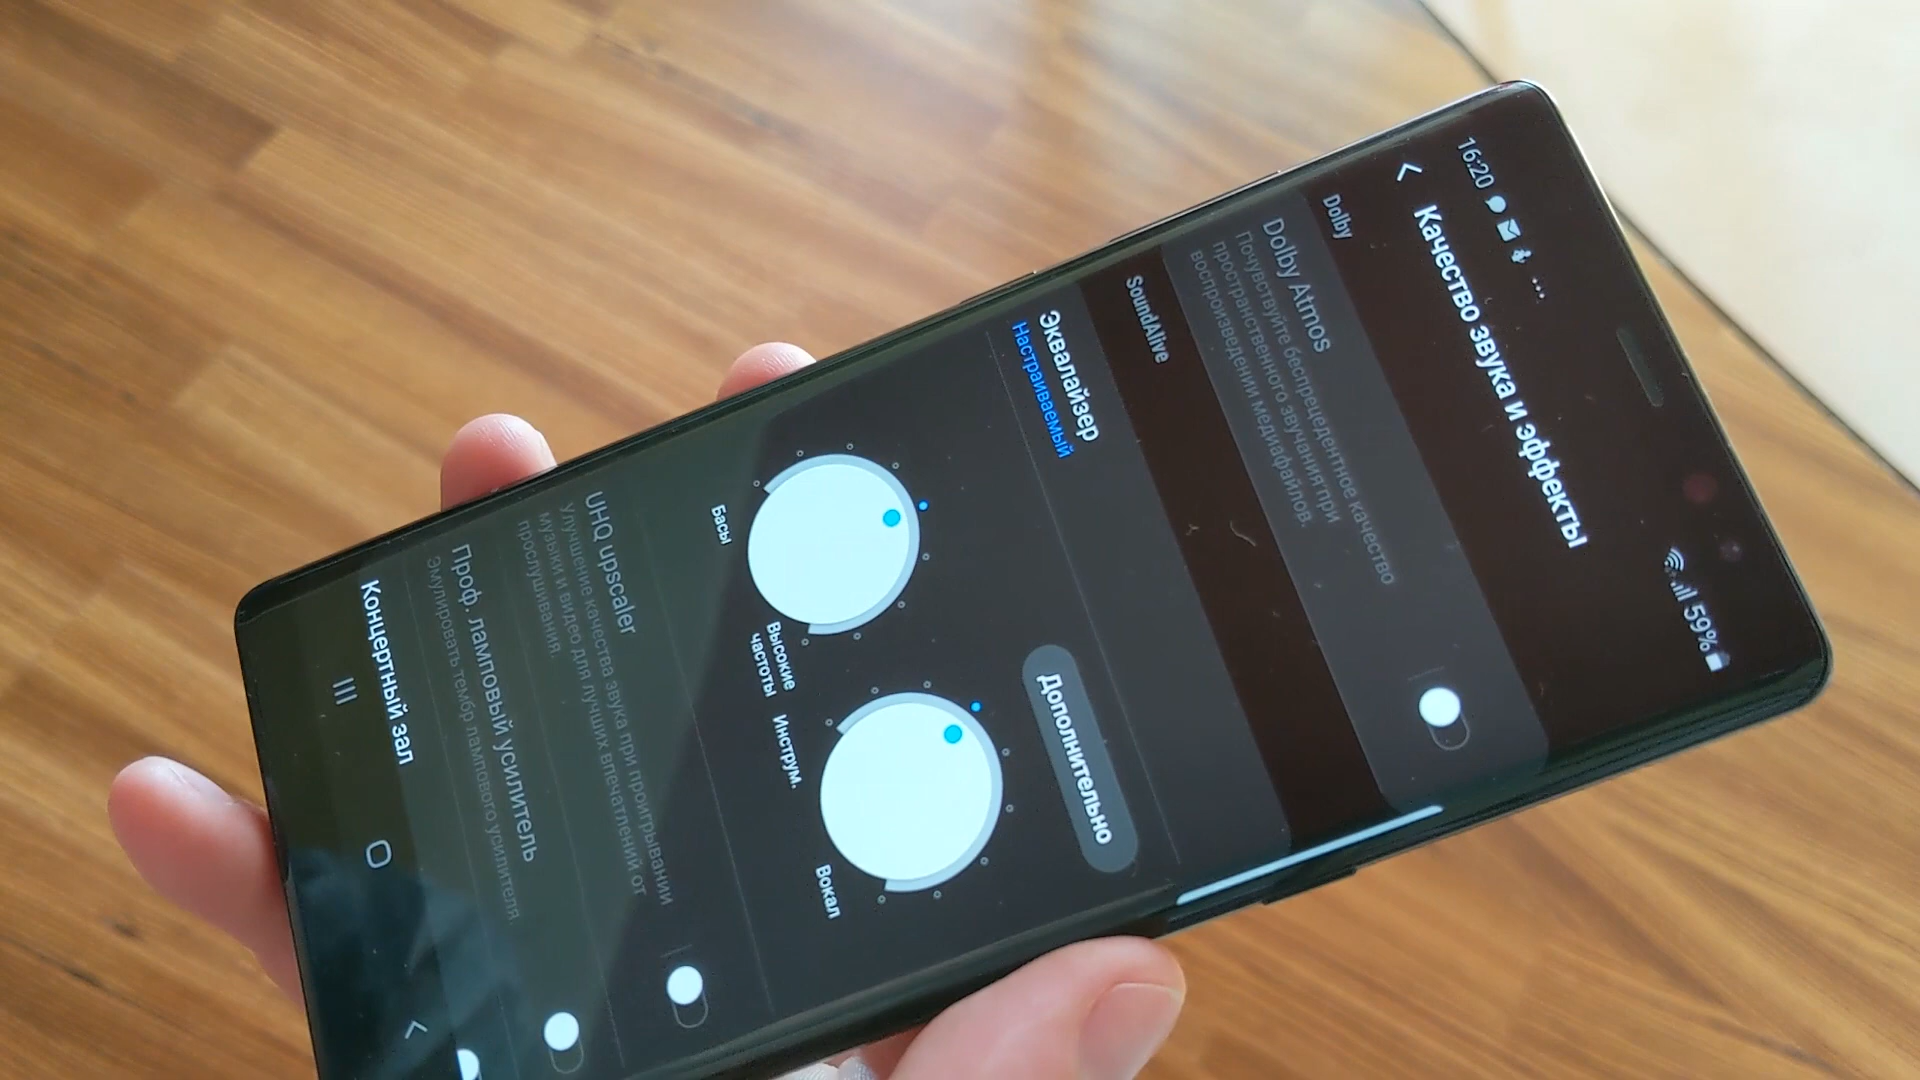 16:20
59%
Качество звука и эффекты
Dolby
Dolby Atmos
Почувствуйте беспрецедентное качество
пространственного звучания при
воспроизведении медиафайлов.
SoundAlive
Эквалайзер
Настраиваемый
Дополнительно
Басы
Высокие
частоты
Инструм.
Вокал
UHQ upscaler
Улучшение качества звука при проигрывании
музыки и видео для лучших впечатлений от
прослушивания.
Проф. ламповый усилитель
Эмулировать тембр лампового усилителя.
Концертный зал